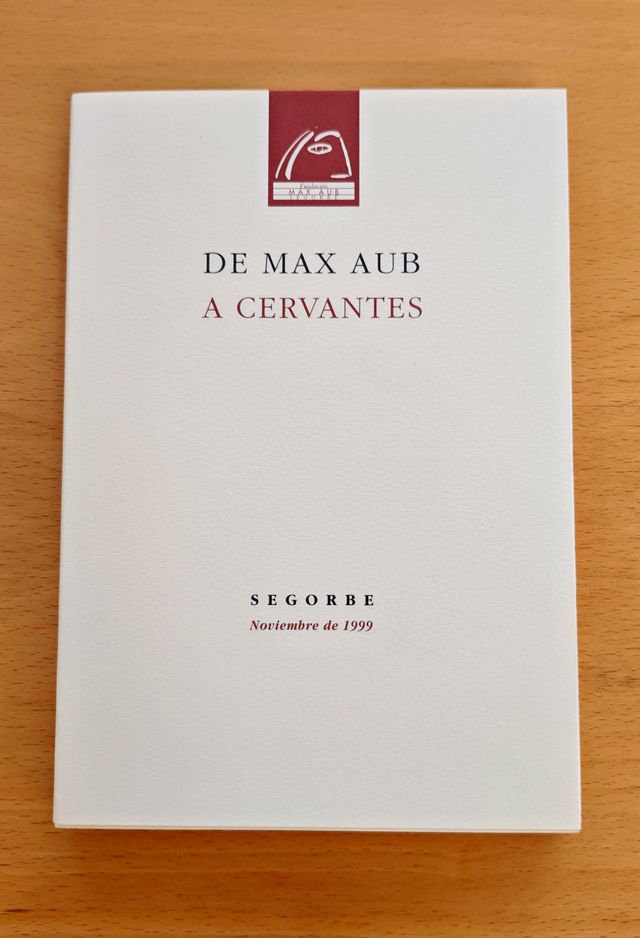 Fundación
MAX AUB
SEGORBE
DE MAX AUB
A CERVANTES
SEGORBE
Noviembre de 1999